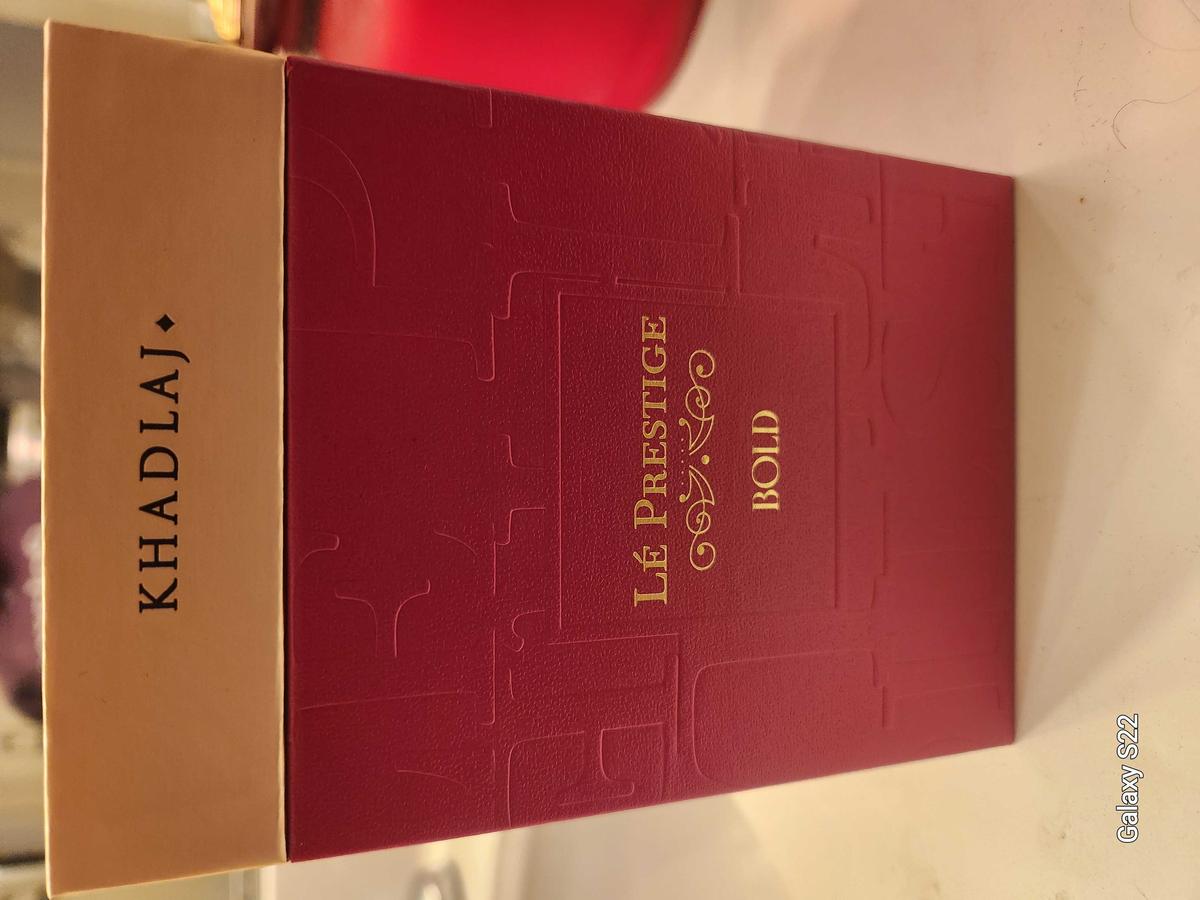 KHADLAJ
LÉ PRESTIGE
BOLD
Galaxy S22